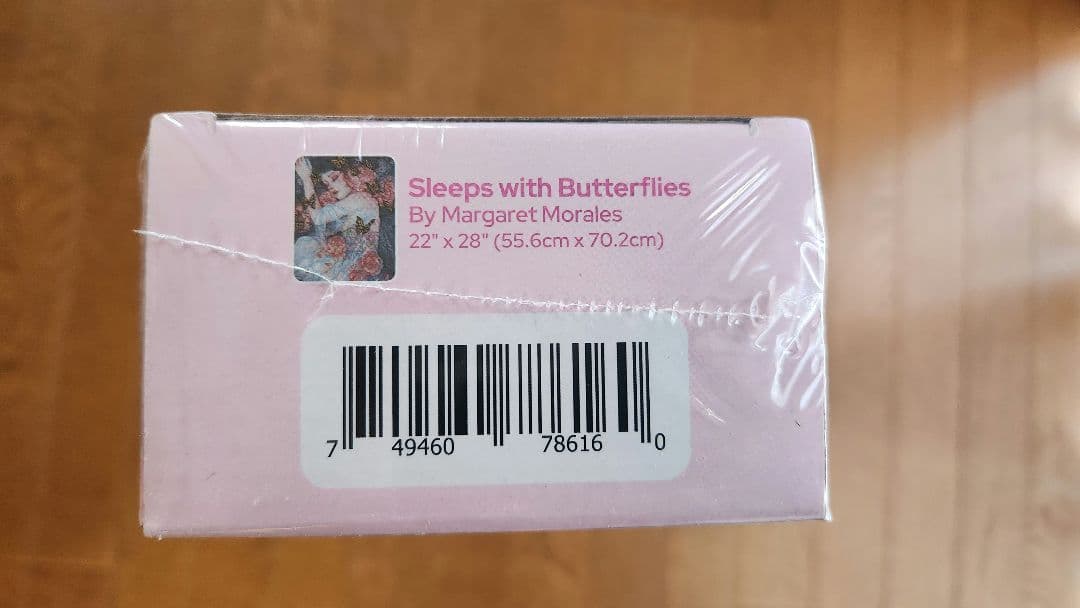 Sleeps with Butterflies
By Margaret Morales
22" x 28" (55.6cm x 70.2cm)
7 49460 78616 0